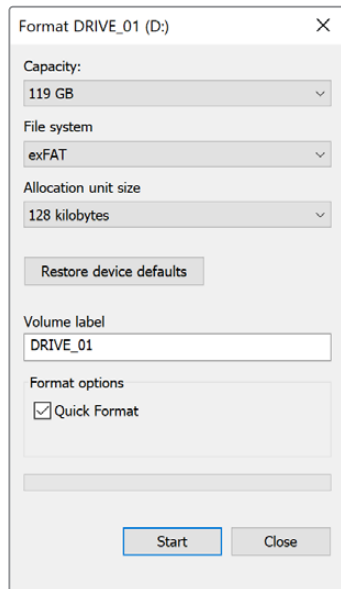 Format DRIVE_01 (D:)
Capacity:
119 GB
File system
exFAT
Allocation unit size
128 kilobytes
Restore device defaults
Volume label
DRIVE_01
Format options
Quick Format
Start Close